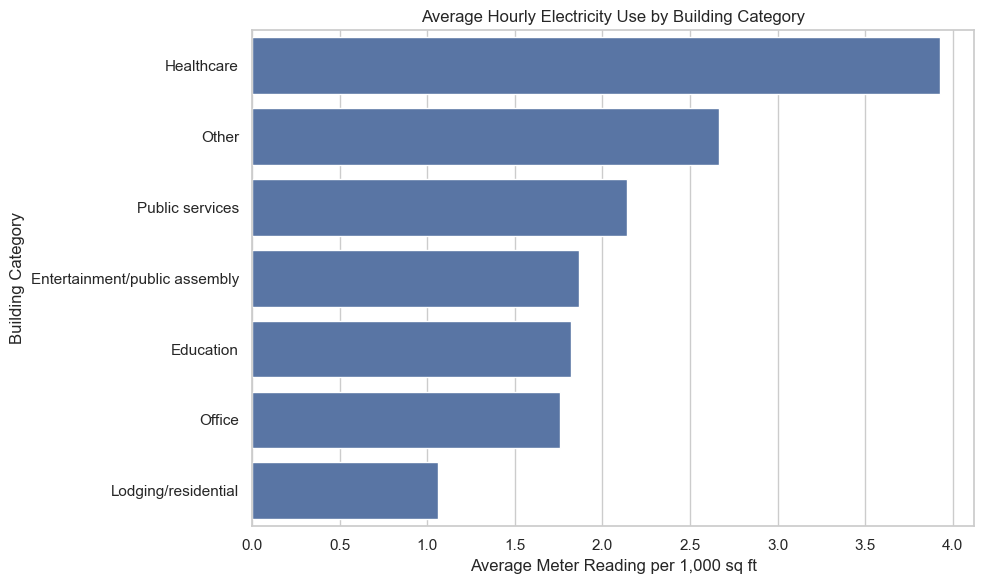 Average Hourly Electricity Use by Building Category
Building Category
Healthcare
Other
Public services
Entertainment/public assembly
Education
Office
Lodging/residential
0.0 0.5 1.0 1.5 2.0 2.5 3.0 3.5 4.0
Average Meter Reading per 1,000 sq ft